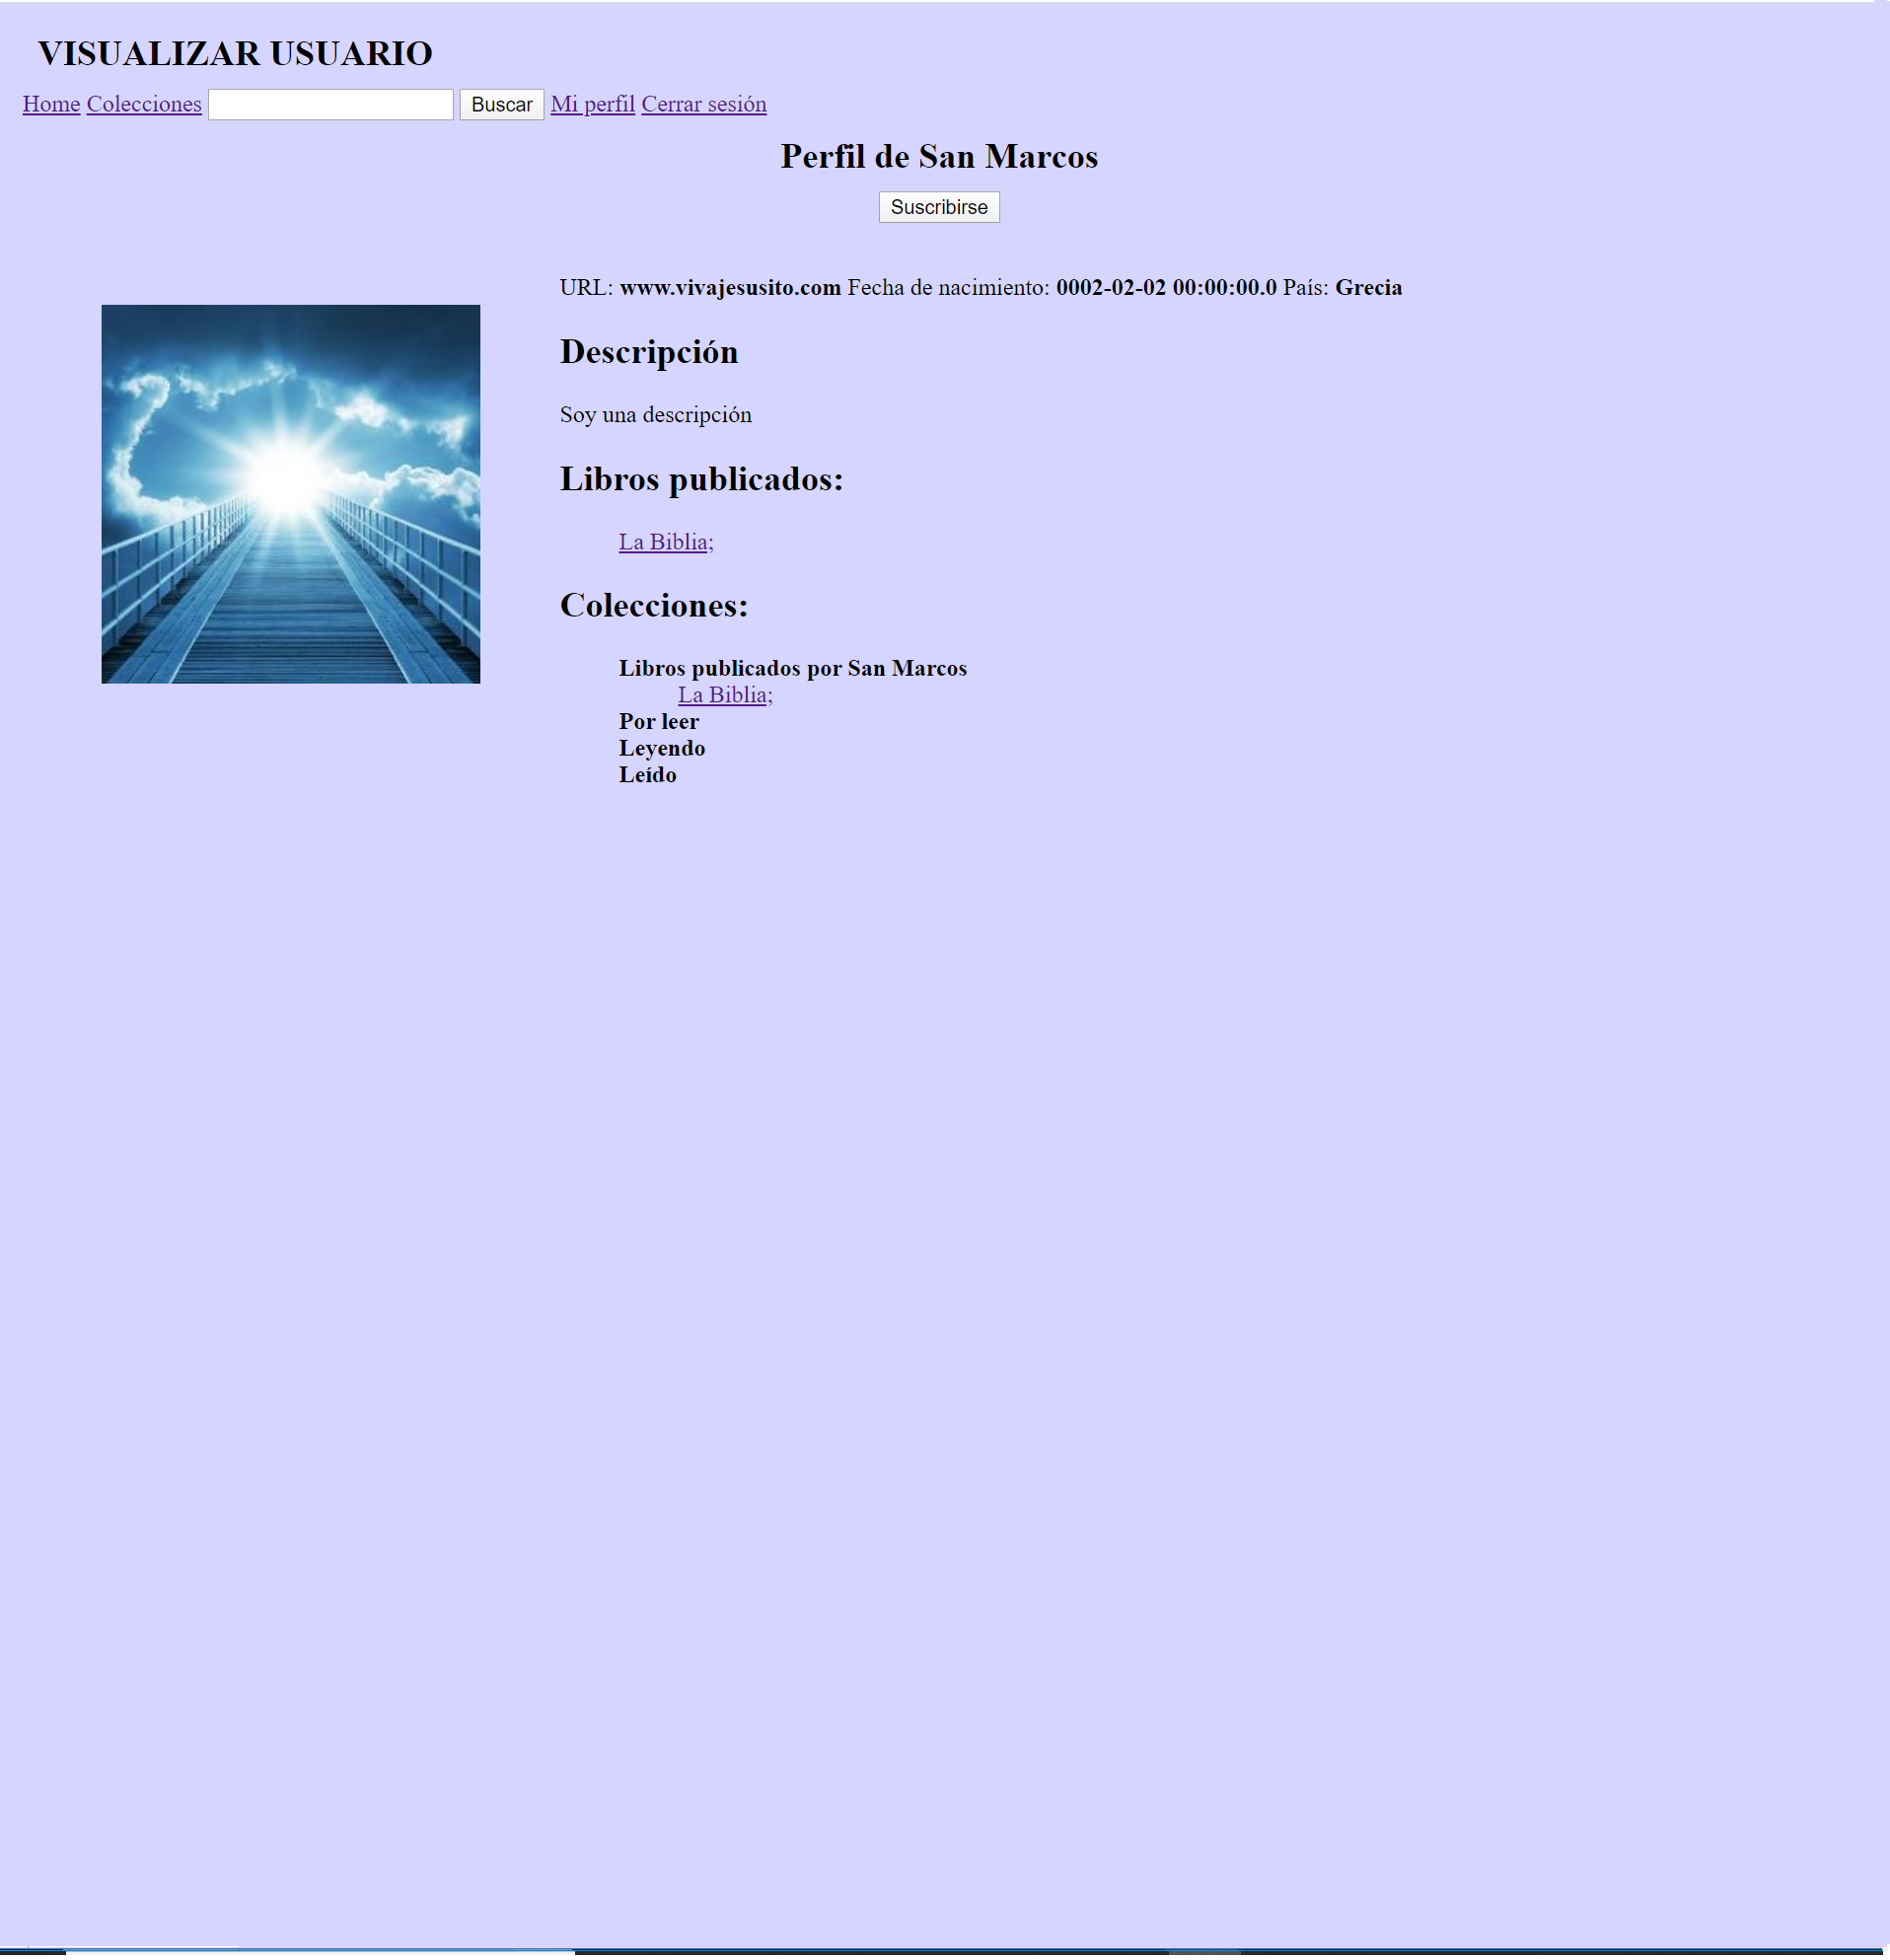 VISUALIZAR USUARIO
Home Colecciones Buscar Mi perfil Cerrar sesión
Perfil de San Marcos
Suscribirse
URL: www.vivajesusito.com Fecha de nacimiento: 0002-02-02 00:00:00.0 País: Grecia
Descripción
Soy una descripción
Libros publicados:
La Biblia;
Colecciones:
Libros publicados por San Marcos
La Biblia;
Por leer
Leyendo
Leído